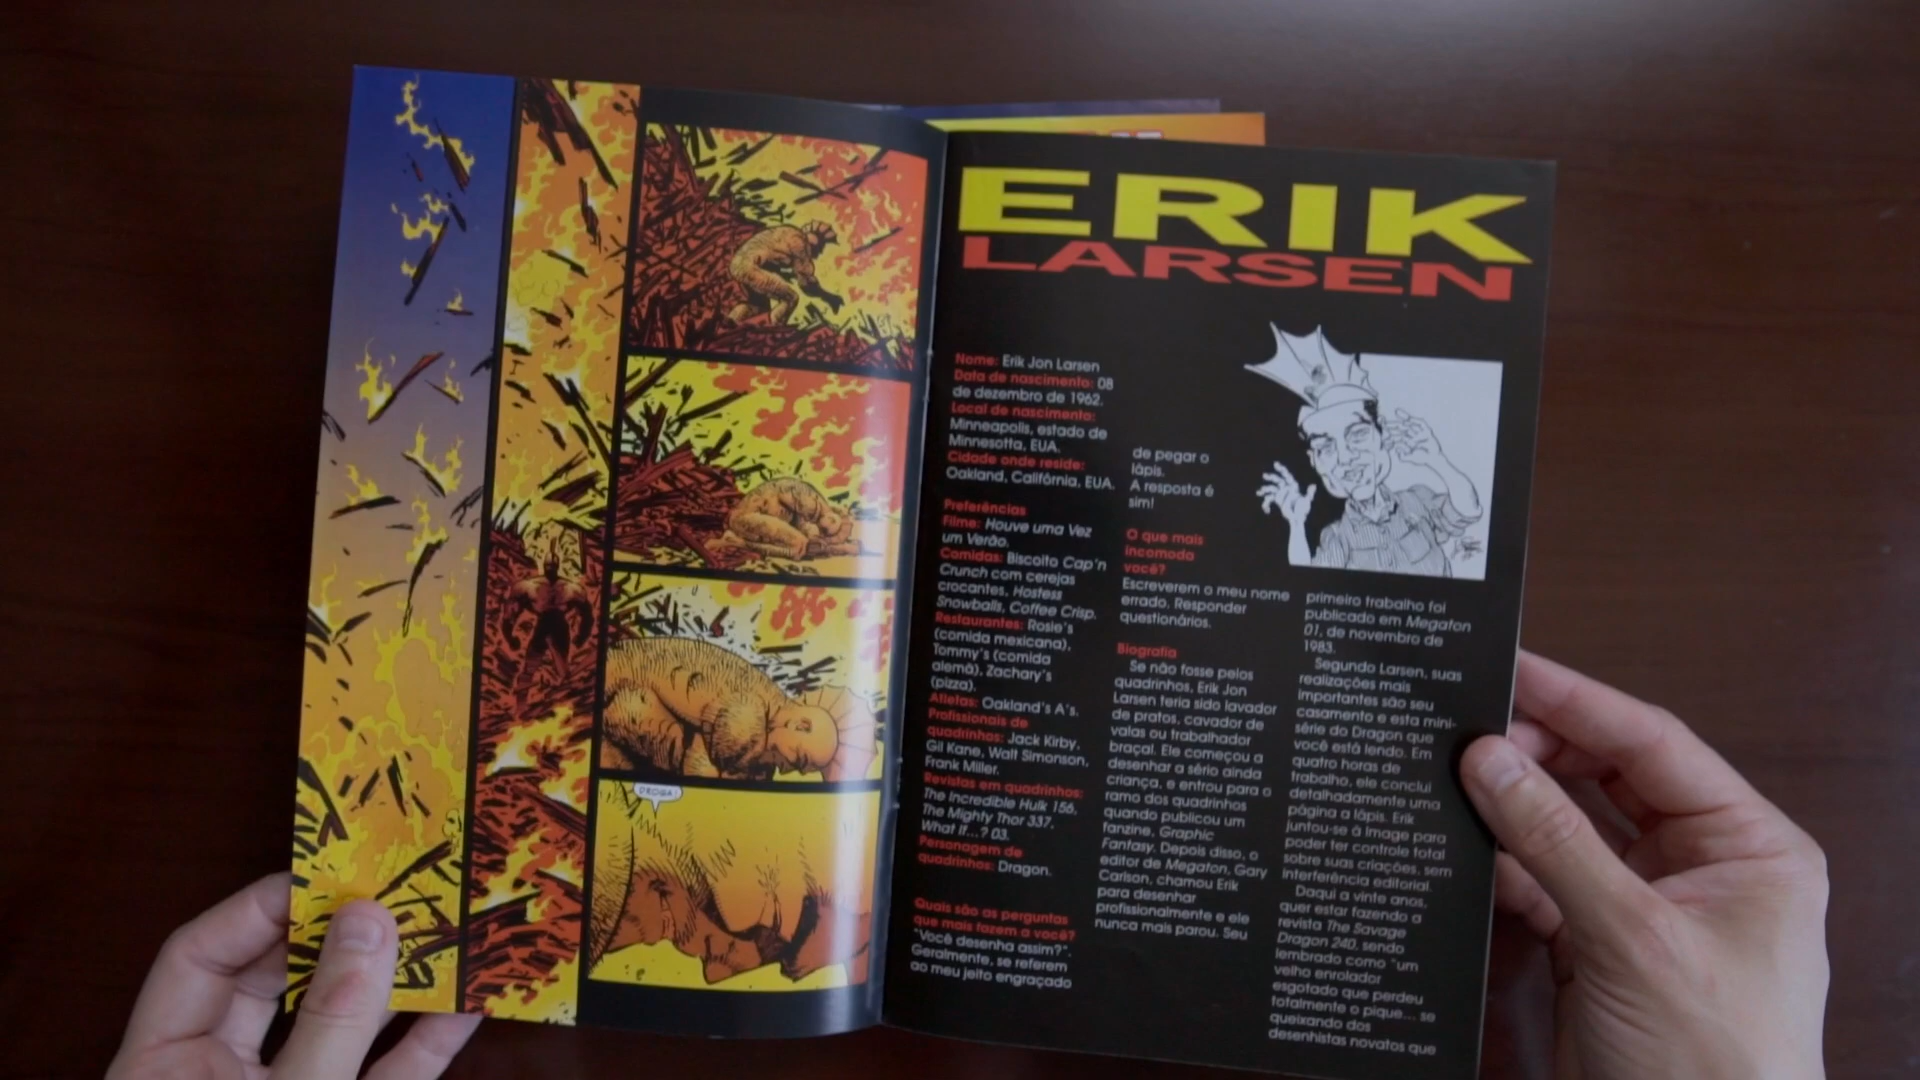 DROGA!
ERIK
LARSEN
Nome: Erik Jon Larsen
Data de nascimento: 08
de dezembro de 1962.
Local de nascimento:
Minneapolis, estado de
Minnesotta, EUA.
Cidade onde reside:
Oakland, Califórnia, EUA.
Preferências
Filme: Houve uma Vez
um Verão.
Comidas: Biscoito Cap'n
Crunch com cerejas
crocantes, Hostess
Snowballs, Coffee Crisp.
Restaurantes: Rosie's
(comida mexicana),
Tommy's (comida
alemã), Zachary's
(pizza).
Atletas: Oakland's A's.
Profissionais de
quadrinhos: Jack Kirby,
Gil Kane, Walt Simonson,
Frank Miller.
Revistas em quadrinhos:
The Incredible Hulk 156,
The Mighty Thor 337,
What If...? 03.
Personagem de
quadrinhos: Dragon.
Quais são as perguntas
que mais fazem a você?
"Você desenha assim?".
Geralmente, se referem
ao meu jeito engraçado
de pegar o
lápis.
A resposta é
sim!
O que mais
incomoda
você?
Escreverem o meu nome
errado. Responder
questionários.
Biografia
Se não fosse pelos
quadrinhos, Erik Jon
Larsen teria sido lavador
de pratos, cavador de
valas ou trabalhador
braçal. Ele começou a
desenhar a sério ainda
criança, e entrou para o
ramo dos quadrinhos
quando publicou um
fanzine, Graphic
Fantasy. Depois disso, o
editor de Megaton, Gary
Carlson, chamou Erik
para desenhar
profissionalmente e ele
nunca mais parou. Seu
primeiro trabalho foi
publicado em Megaton
01, de novembro de
1983.
Segundo Larsen, suas
realizações mais
importantes são seu
casamento e esta mini-
série do Dragon que
você está lendo. Em
quatro horas de
trabalho, ele conclui
detalhadamente uma
página a lápis. Erik
juntou-se à Image para
poder ter controle total
sobre suas criações, sem
interferência editorial.
Daqui a vinte anos,
quer estar fazendo a
revista The Savage
Dragon 240, sendo
lembrado como "um
velho enrolador
esgotado que perdeu
totalmente o pique... se
queixando dos
desenhistas novatos que